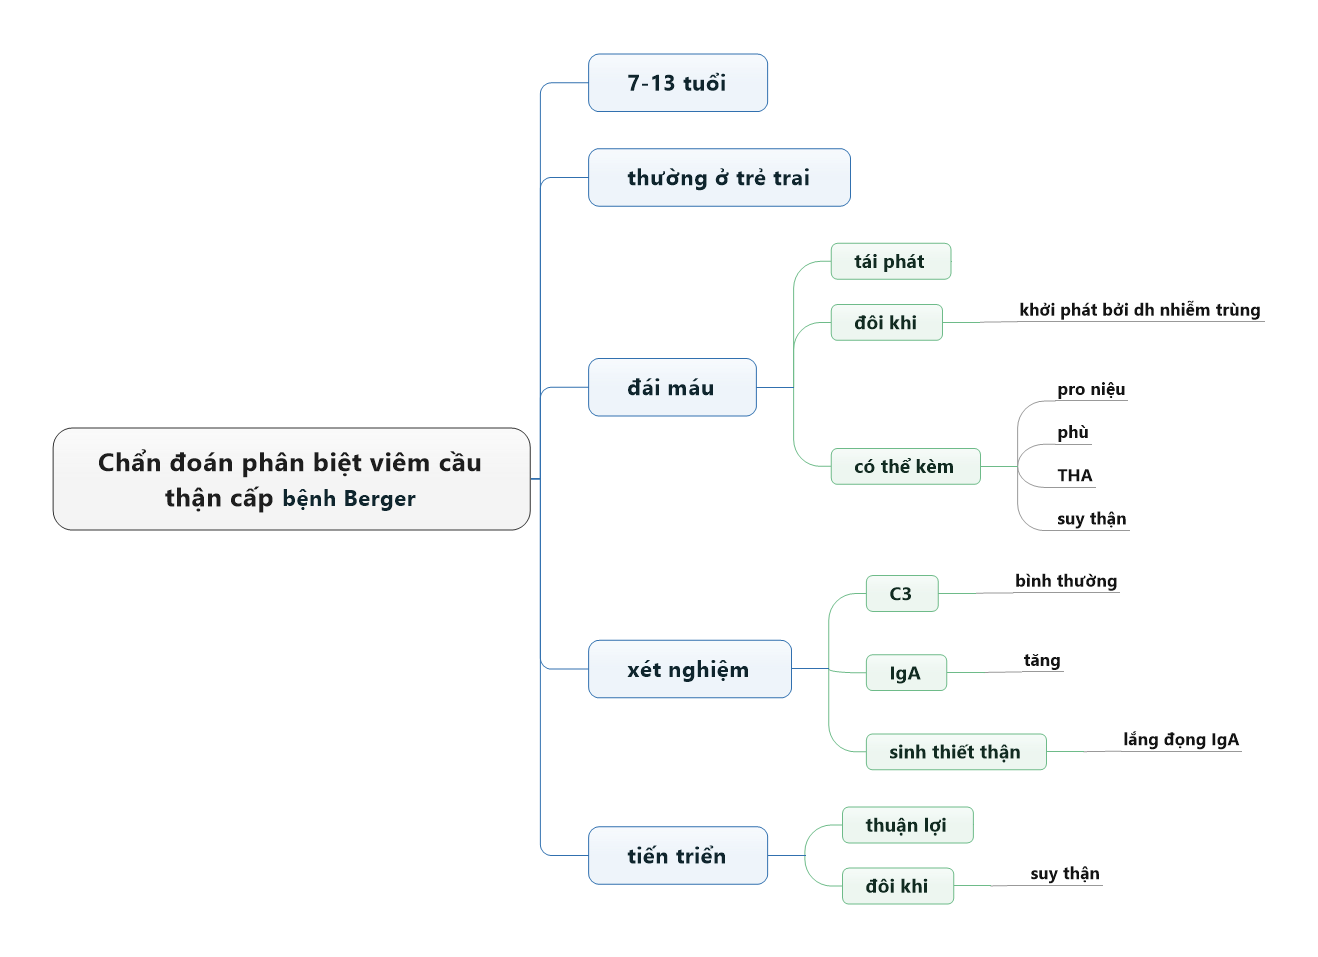 Chẩn đoán phân biệt viêm cầu
thận cấp bệnh Berger
7-13 tuổi
thường ở trẻ trai
đái máu
tái phát
đôi khi
khởi phát bởi dh nhiễm trùng
có thể kèm
pro niệu
phù
THA
suy thận
xét nghiệm
C3
bình thường
IgA
tăng
sinh thiết thận
lắng đọng IgA
tiến triển
thuận lợi
đôi khi
suy thận